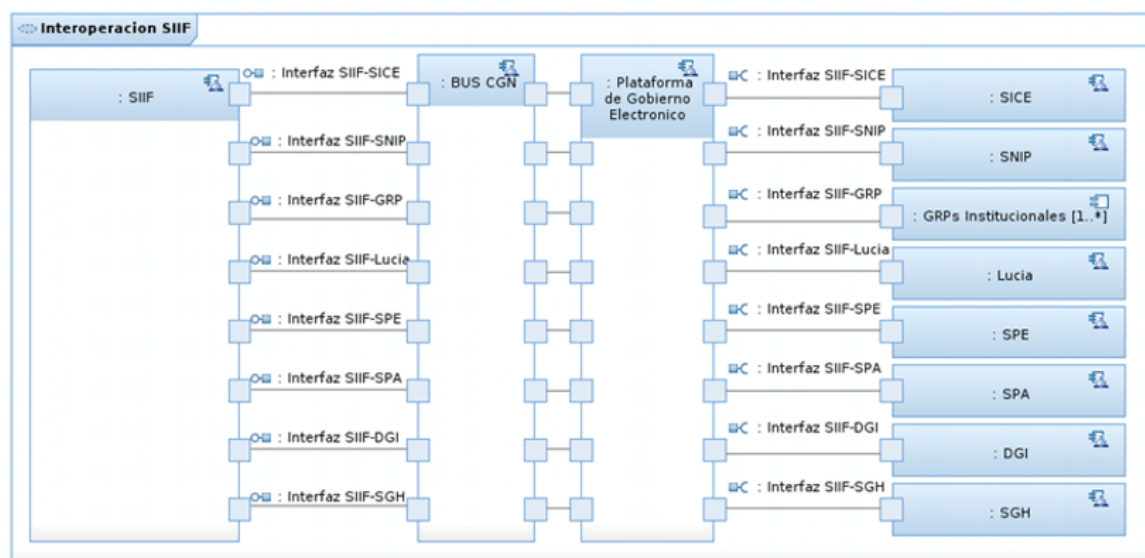 Interoperacion SIIF
: SIIF
: Interfaz SIIF-SICE
: BUS CGN
: Plataforma
de Gobierno
Electronico
: Interfaz SIIF-SICE
: SICE
: Interfaz SIIF-SNIP
: Interfaz SIIF-SNIP
: SNIP
: Interfaz SIIF-GRP
: Interfaz SIIF-GRP
: GRPs Institucionales [1..*]
: Interfaz SIIF-Lucia
: Interfaz SIIF-Lucia
: Lucia
: Interfaz SIIF-SPE
: Interfaz SIIF-SPE
: SPE
: Interfaz SIIF-SPA
: Interfaz SIIF-SPA
: SPA
: Interfaz SIIF-DGI
: Interfaz SIIF-DGI
: DGI
: Interfaz SIIF-SGH
: Interfaz SIIF-SGH
: SGH